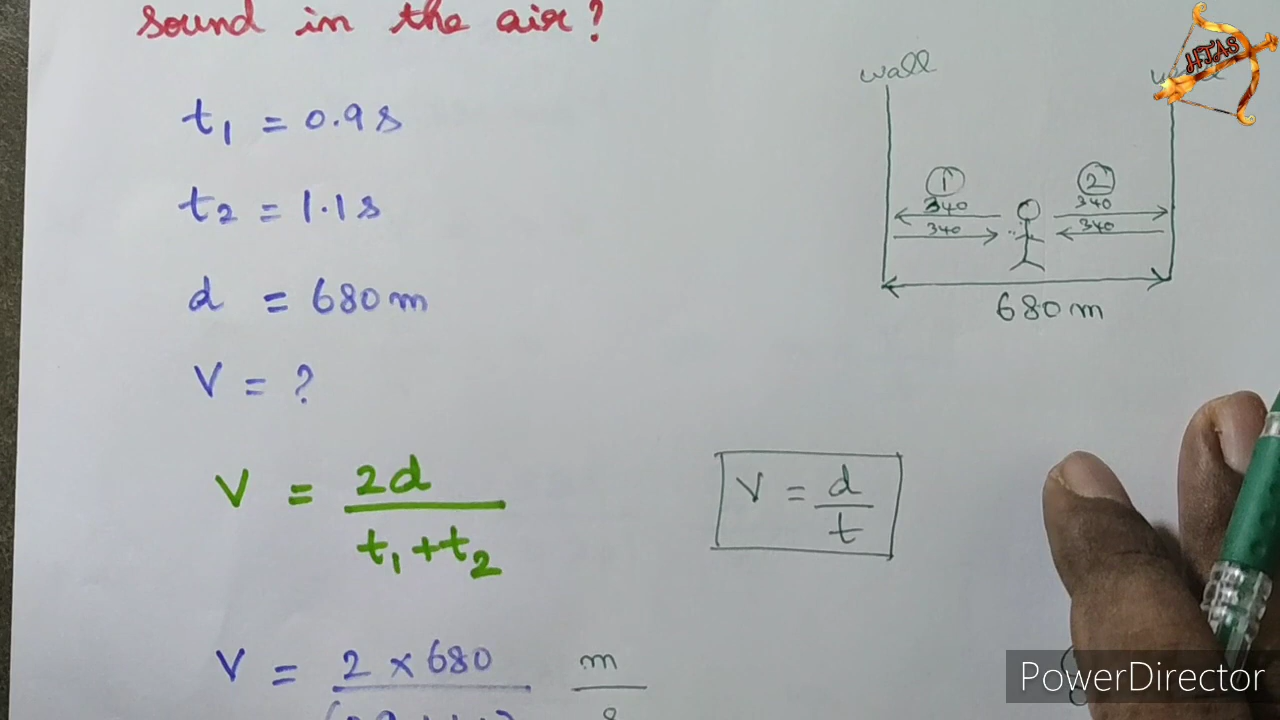 sound in the air?
t₁ = 0.9 s
t₂ = 1.1 s
d = 680 m
V = ?
V = 2d / t₁ + t₂
V = 2 × 680 m
wall
① ②
340 340
340 340
680 m
V = d / t
HTAS
PowerDirector